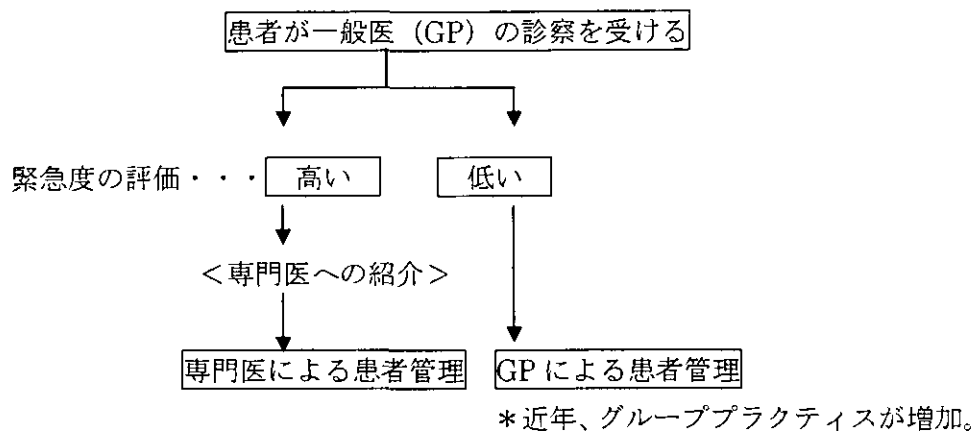 患者が一般医（GP）の診察を受ける
緊急度の評価・・・ 高い 低い
＜専門医への紹介＞
専門医による患者管理 GP による患者管理
＊近年、グループプラクティスが増加。